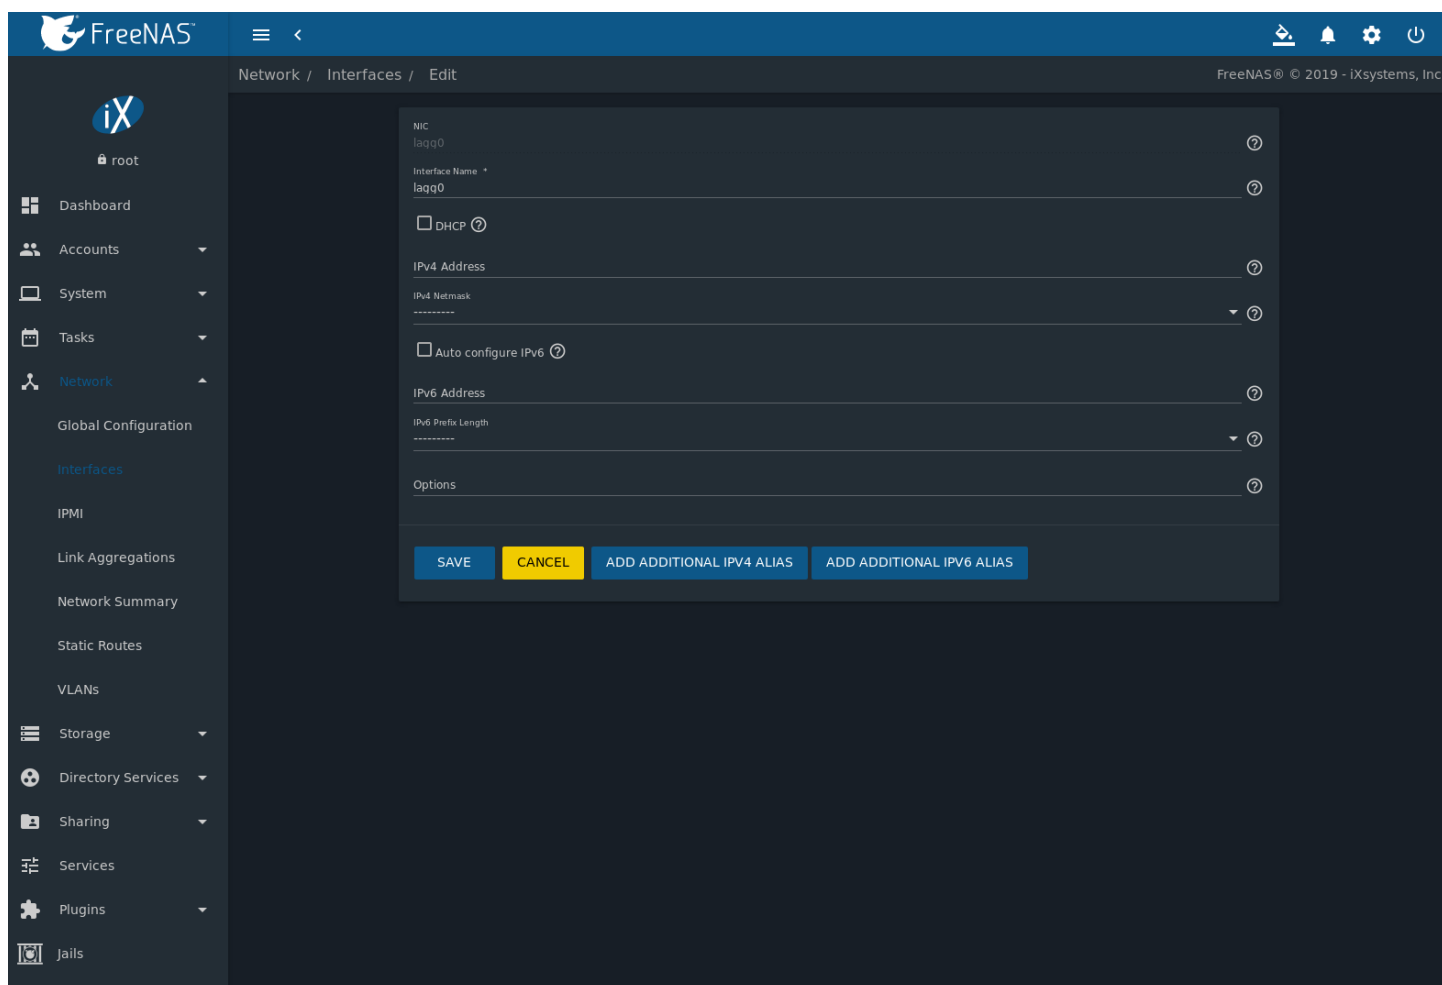 FreeNAS™
Network / Interfaces / Edit
FreeNAS® © 2019 - iXsystems, Inc
iX
root
Dashboard
Accounts
System
Tasks
Network
Global Configuration
Interfaces
IPMI
Link Aggregations
Network Summary
Static Routes
VLANs
Storage
Directory Services
Sharing
Services
Plugins
Jails
NIC
lagg0
Interface Name *
lagg0
DHCP
IPv4 Address
IPv4 Netmask
---------
Auto configure IPv6
IPv6 Address
IPv6 Prefix Length
---------
Options
SAVE CANCEL ADD ADDITIONAL IPV4 ALIAS ADD ADDITIONAL IPV6 ALIAS